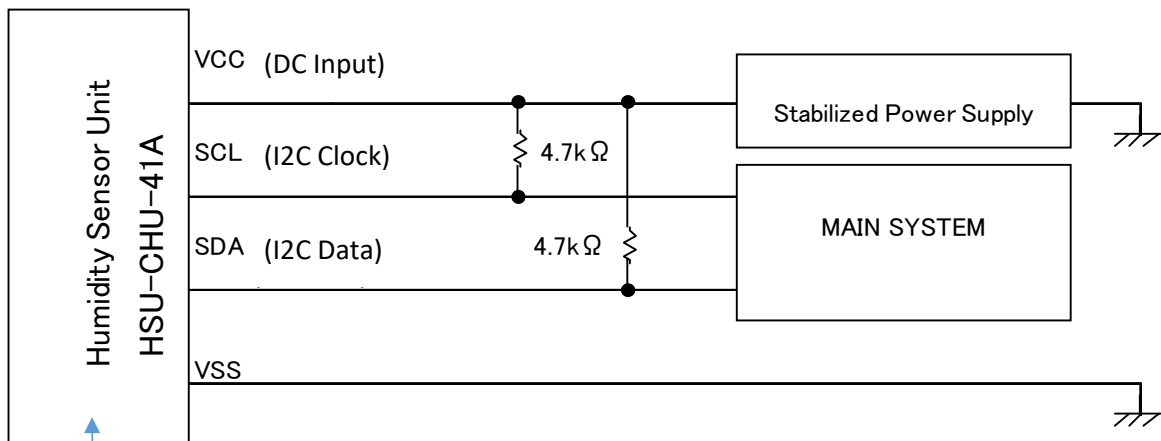 Humidity Sensor Unit
HSU-CHU-41A
VCC (DC Input)
SCL (I2C Clock)
SDA (I2C Data)
VSS
4.7kΩ
4.7kΩ
Stabilized Power Supply
MAIN SYSTEM